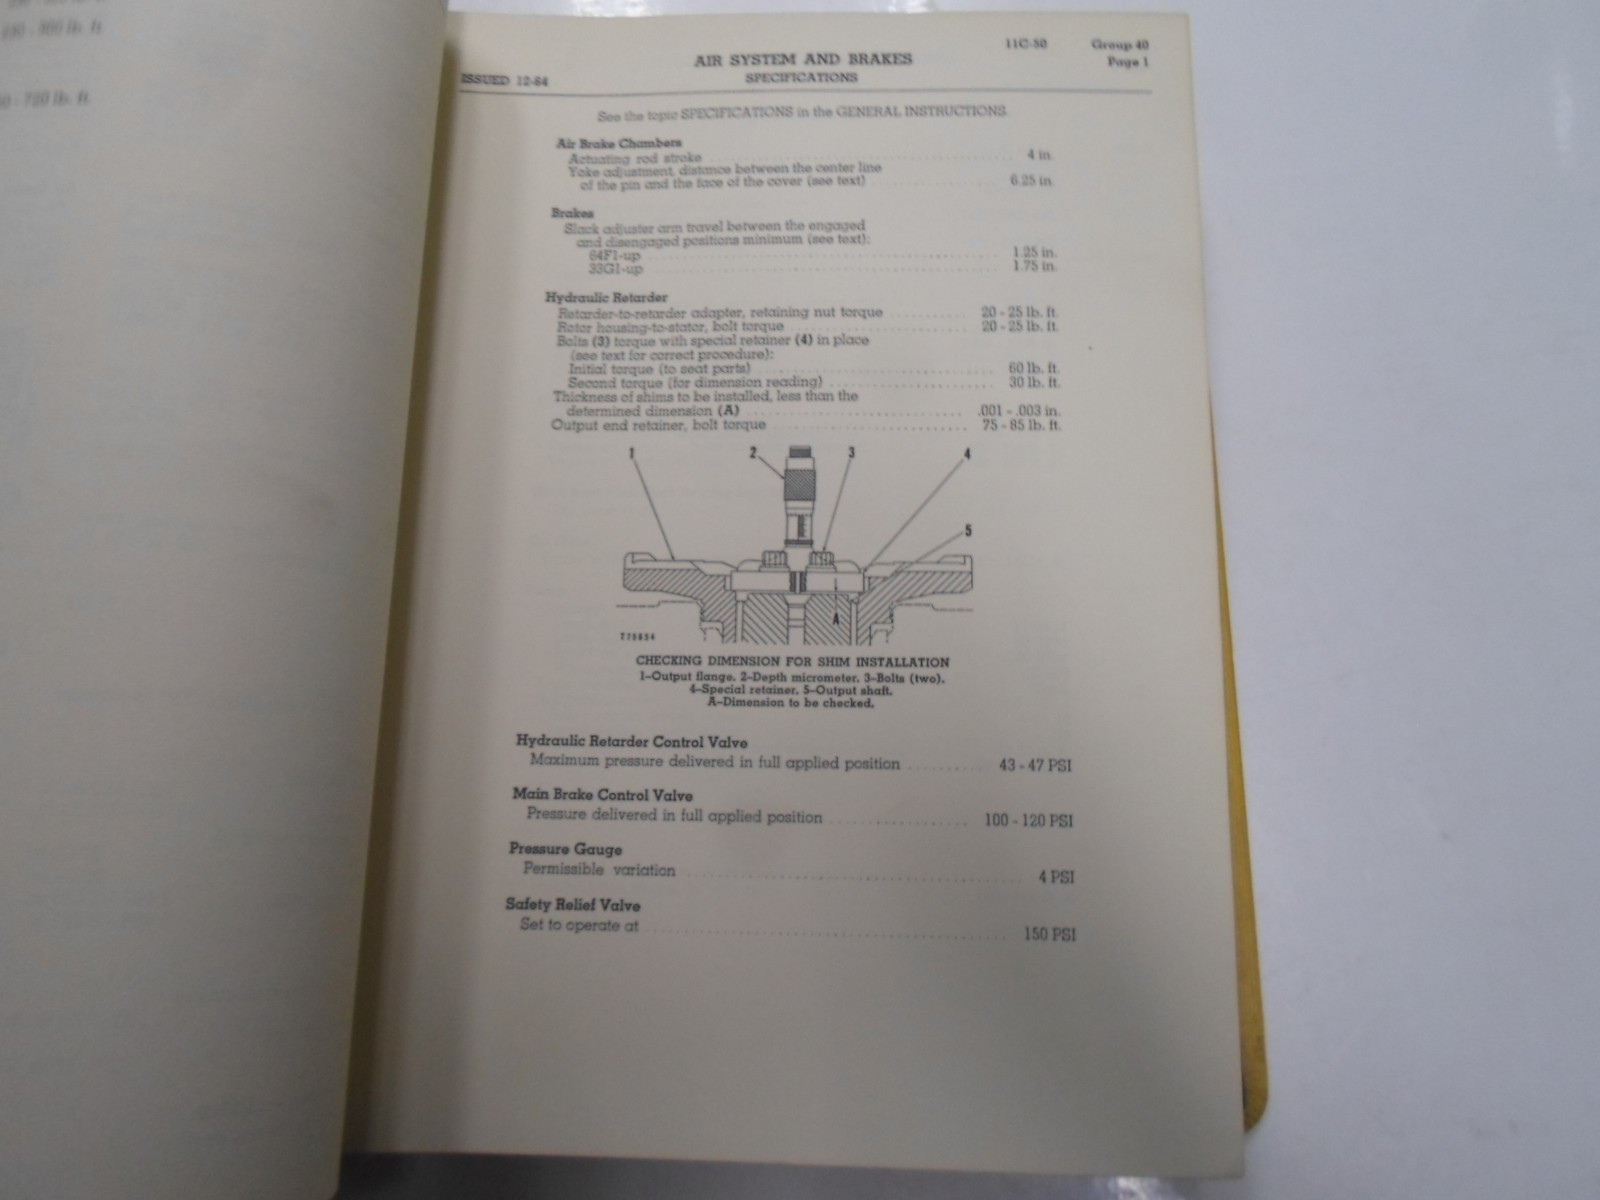 lb. ft.
lb. ft.
11C-50 Group 40
AIR SYSTEM AND BRAKES Page 1
ISSUED 12-64 SPECIFICATIONS
See the topic SPECIFICATIONS in the GENERAL INSTRUCTIONS.
Air Brake Chambers
Actuating rod stroke 4 in.
Yoke adjustment, distance between the center line
of the pin and the face of the cover (see text) 6.25 in.
Brakes
Slack adjuster arm travel between the engaged
and disengaged positions minimum (see text):
64F1-up 1.25 in.
33G1-up 1.75 in.
Hydraulic Retarder
Retarder-to-retarder adapter, retaining nut torque 20 - 25 lb. ft.
Rotor housing-to-stator, bolt torque 20 - 25 lb. ft.
Bolts (3) torque with special retainer (4) in place
(see text for correct procedure):
Initial torque (to seat parts) 60 lb. ft.
Second torque (for dimension reading) 30 lb. ft.
Thickness of shims to be installed, less than the
determined dimension (A) .001 - .003 in.
Output end retainer, bolt torque 75 - 85 lb. ft.
1 2 3 4
5
A
T75854
CHECKING DIMENSION FOR SHIM INSTALLATION
1–Output flange. 2–Depth micrometer. 3–Bolts (two).
4–Special retainer. 5–Output shaft.
A–Dimension to be checked.
Hydraulic Retarder Control Valve
Maximum pressure delivered in full applied position 43 - 47 PSI
Main Brake Control Valve
Pressure delivered in full applied position 100 - 120 PSI
Pressure Gauge
Permissible variation 4 PSI
Safety Relief Valve
Set to operate at 150 PSI